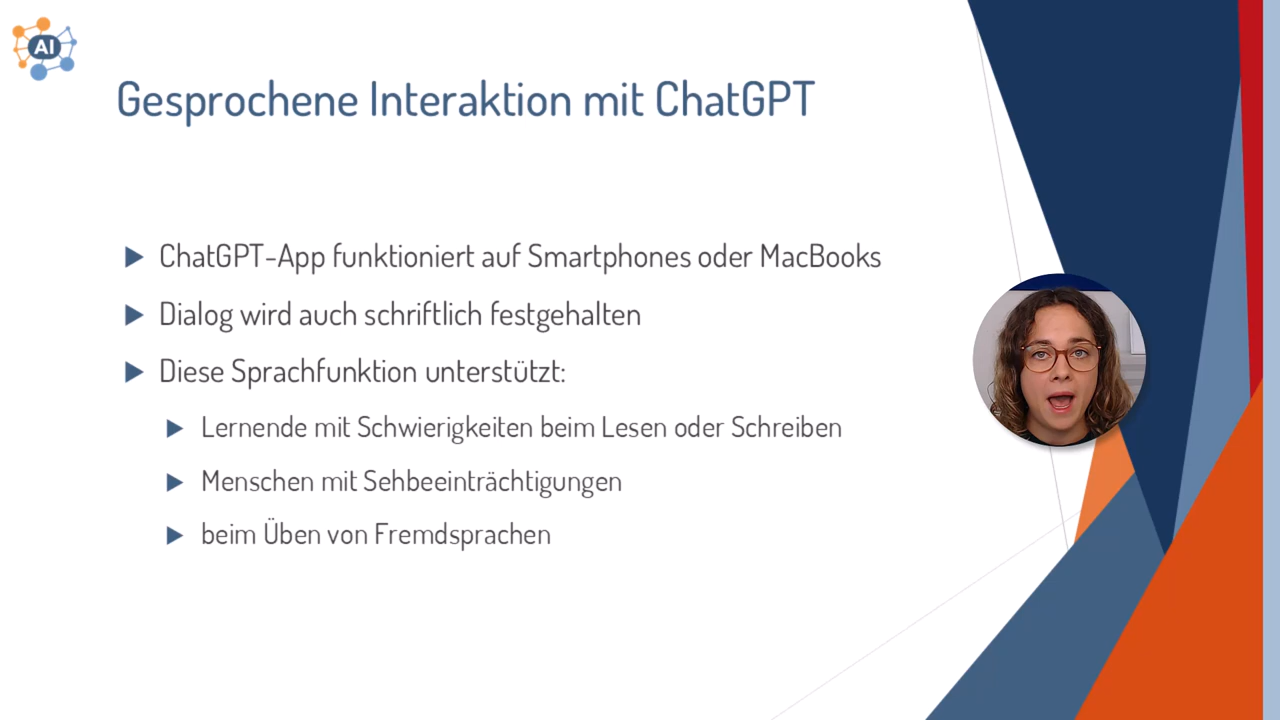 AI
Gesprochene Interaktion mit ChatGPT
ChatGPT-App funktioniert auf Smartphones oder MacBooks
Dialog wird auch schriftlich festgehalten
Diese Sprachfunktion unterstützt:
Lernende mit Schwierigkeiten beim Lesen oder Schreiben
Menschen mit Sehbeeinträchtigungen
beim Üben von Fremdsprachen